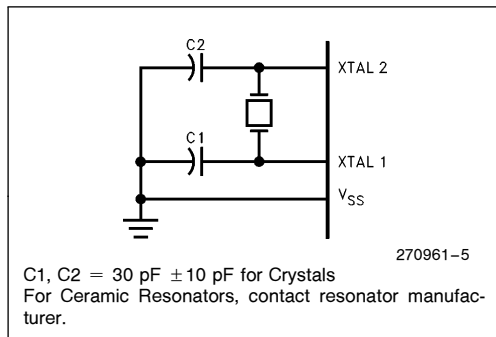 C2
XTAL 2
C1
XTAL 1
VSS
270961–5
C1, C2 = 30 pF ±10 pF for Crystals
For Ceramic Resonators, contact resonator manufac-
turer.